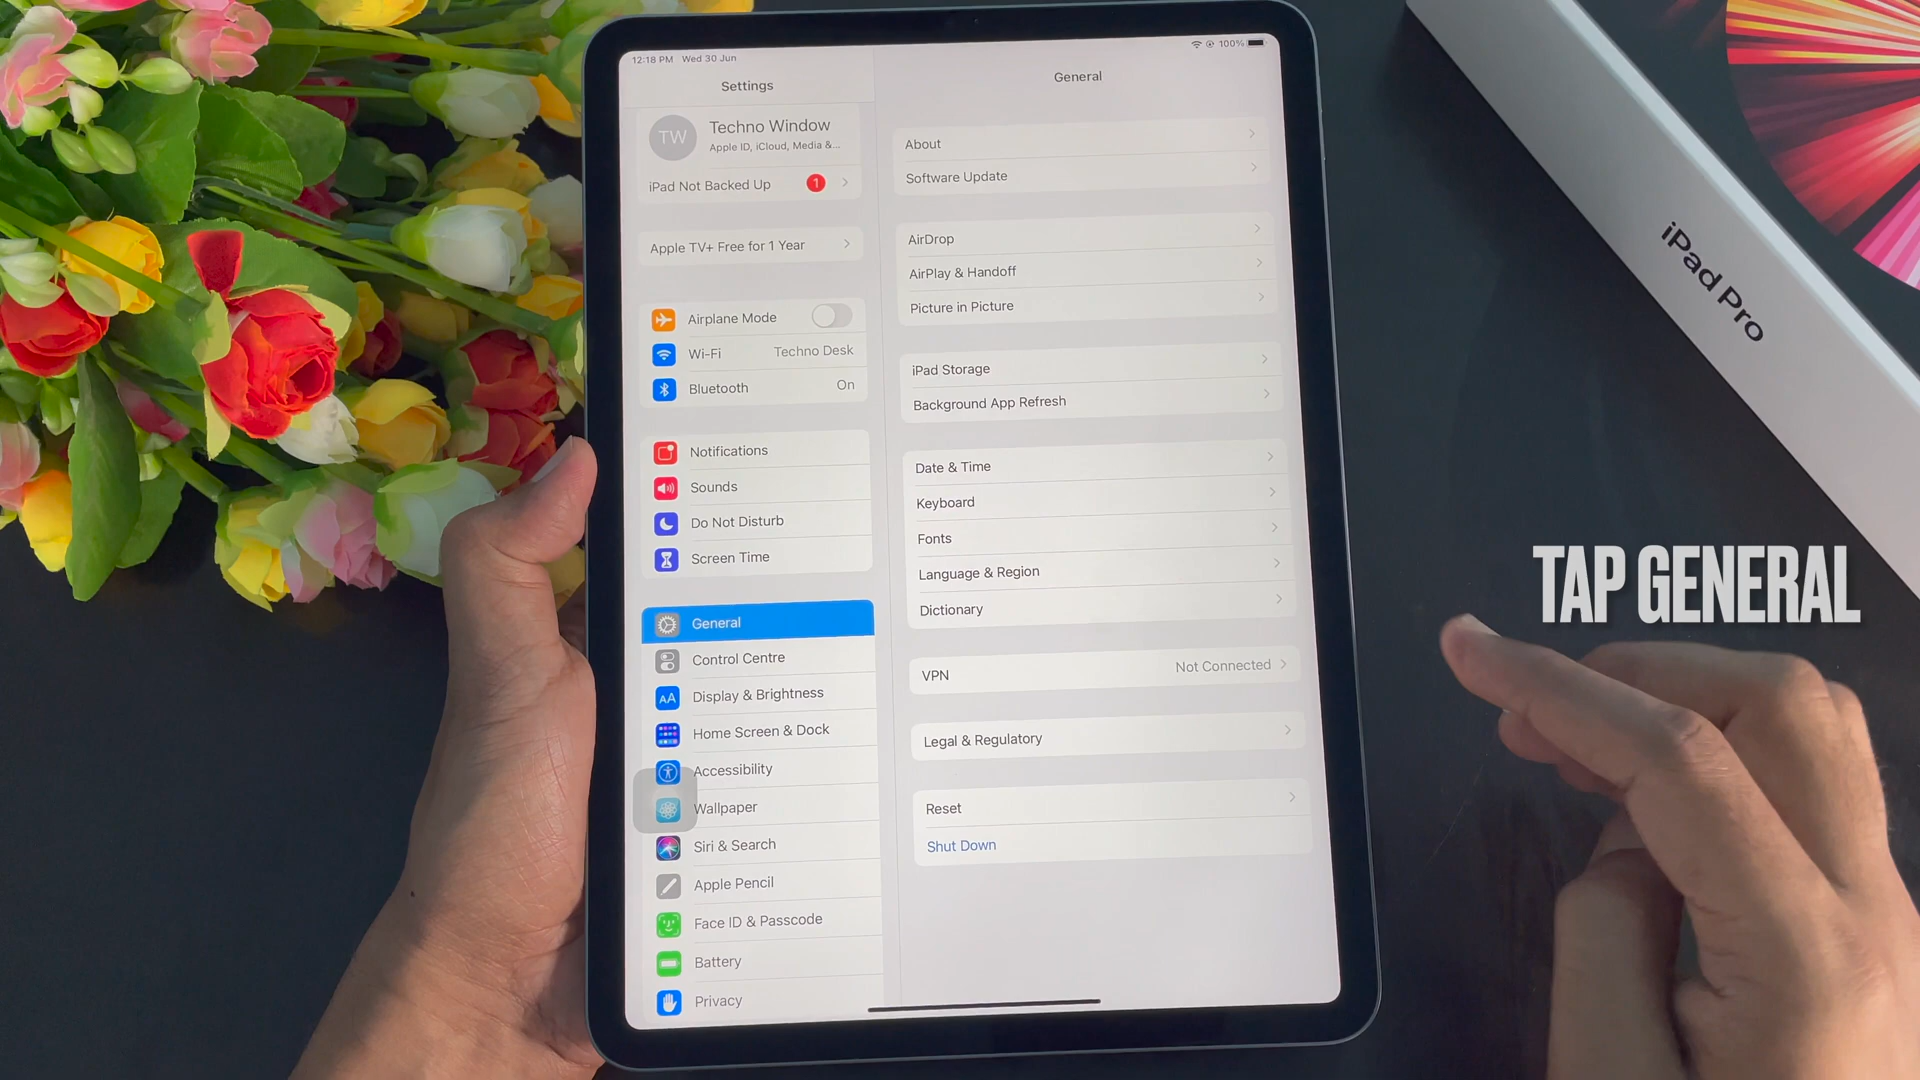 12:18 PM Wed 30 Jun
100%
Settings
TW
Techno Window
Apple ID, iCloud, Media &...
iPad Not Backed Up 1
Apple TV+ Free for 1 Year
Airplane Mode
Wi-Fi Techno Desk
Bluetooth On
Notifications
Sounds
Do Not Disturb
Screen Time
General
Control Centre
AA Display & Brightness
Home Screen & Dock
Accessibility
Wallpaper
Siri & Search
Apple Pencil
Face ID & Passcode
Battery
Privacy
General
About
Software Update
AirDrop
AirPlay & Handoff
Picture in Picture
iPad Storage
Background App Refresh
Date & Time
Keyboard
Fonts
Language & Region
Dictionary
VPN Not Connected
Legal & Regulatory
Reset
Shut Down
iPad Pro
TAP GENERAL